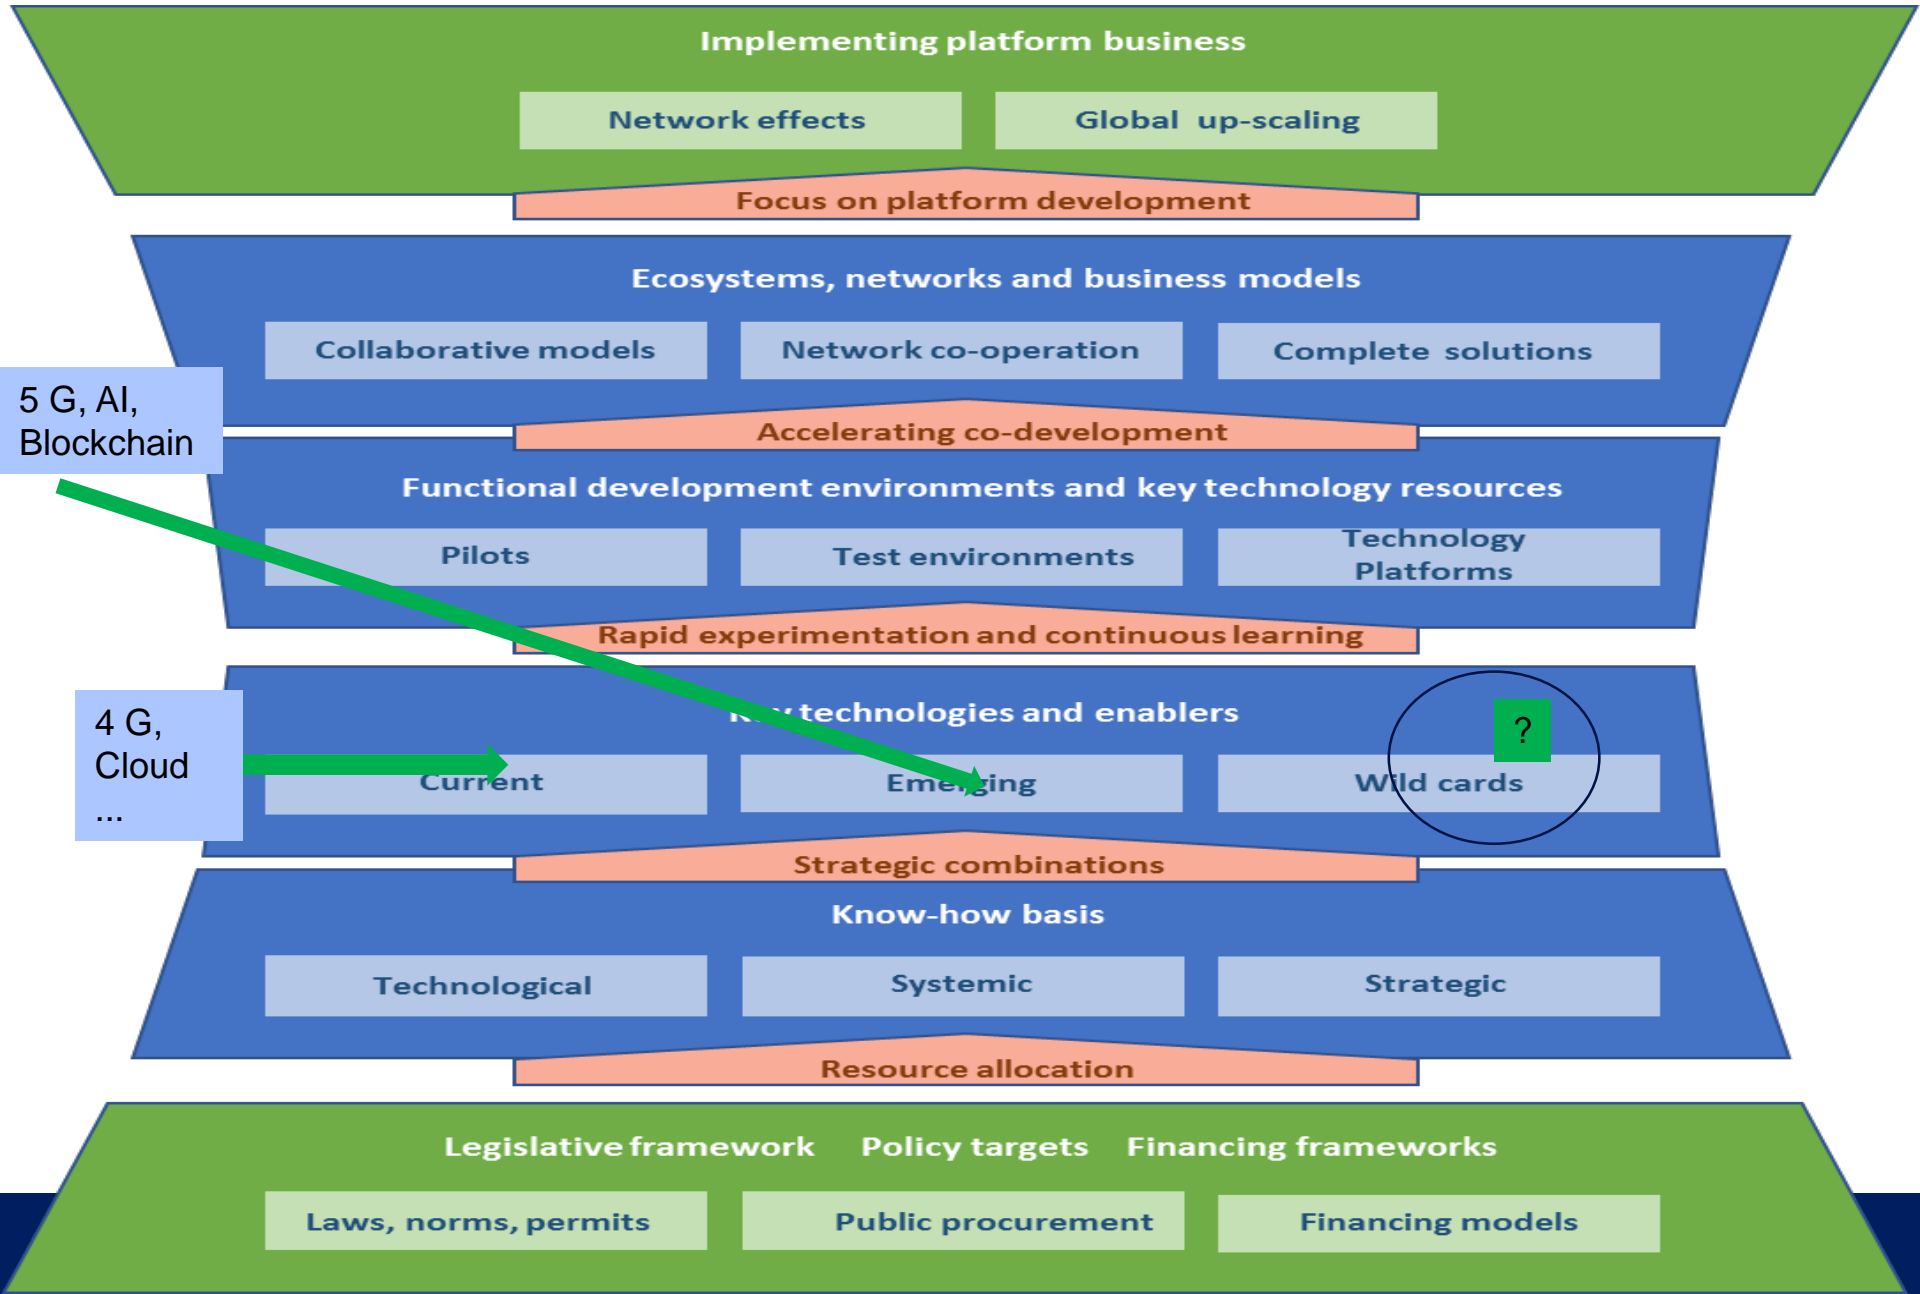 Implementing platform business
Network effects
Global up-scaling
Focus on platform development
Ecosystems, networks and business models
Collaborative models
Network co-operation
Complete solutions
5 G, AI,
Blockchain
Accelerating co-development
Functional development environments and key technology resources
Pilots
Test environments
Technology
Platforms
Rapid experimentation and continuous learning
4 G,
Cloud
...
Key technologies and enablers
?
Current
Emerging
Wild cards
Strategic combinations
Know-how basis
Technological
Systemic
Strategic
Resource allocation
Legislative framework Policy targets Financing frameworks
Laws, norms, permits
Public procurement
Financing models